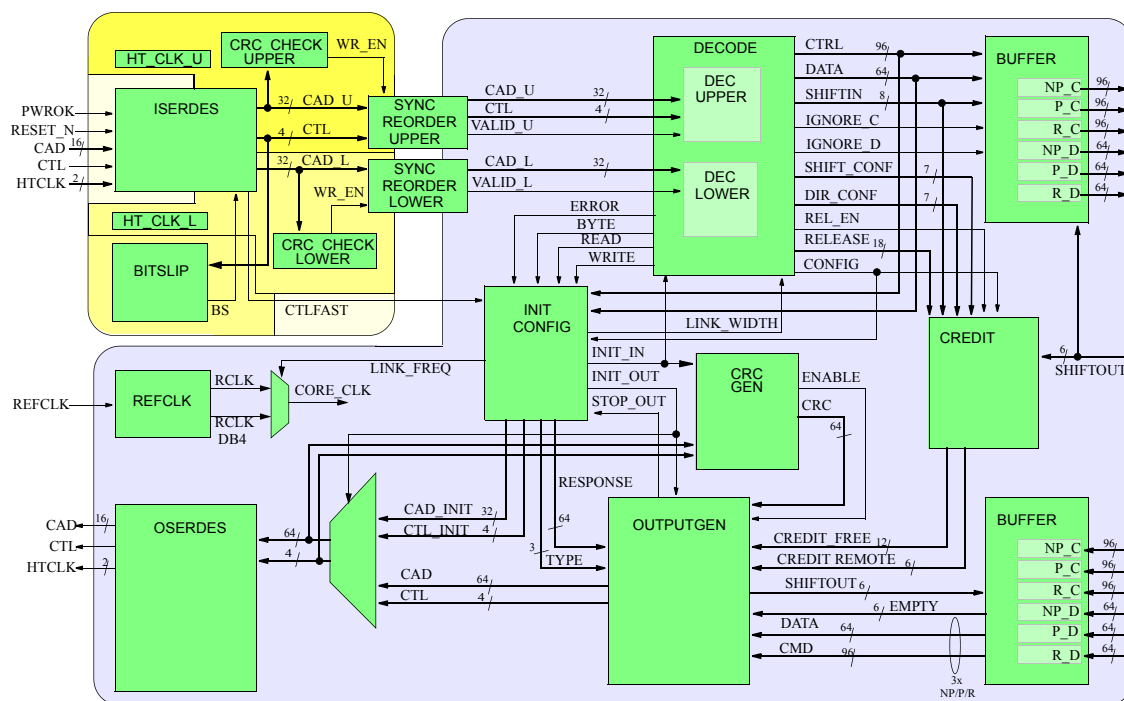 HT_CLK_U
CRC_CHECK
UPPER
WR_EN
PWROK
RESET_N
CAD
16
CTL
HTCLK
2
ISERDES
32
CAD_U
4
CTL
32
CAD_L
WR_EN
HT_CLK_L
CRC_CHECK
LOWER
BITSLIP
BS
CTLFAST
SYNC
REORDER
UPPER
SYNC
REORDER
LOWER
CAD_U
32
CTL
4
VALID_U
CAD_L
32
VALID_L
DECODE
DEC
UPPER
DEC
LOWER
ERROR
BYTE
READ
WRITE
CTRL
96
DATA
64
SHIFTIN
8
IGNORE_C
IGNORE_D
SHIFT_CONF
7
DIR_CONF
7
REL_EN
RELEASE
18
CONFIG
BUFFER
NP_C
96
P_C
96
R_C
96
NP_D
64
P_D
64
R_D
64
INIT
CONFIG
LINK_WIDTH
INIT_IN
INIT_OUT
STOP_OUT
LINK_FREQ
CREDIT
6
SHIFTOUT
CRC
GEN
ENABLE
CRC
64
REFCLK
REFCLK
RCLK
RCLK
DB4
CORE_CLK
CAD
16
CTL
HTCLK
2
OSERDES
64
4
CAD_INIT
32
CTL_INIT
4
RESPONSE
64
3
TYPE
CAD
64
CTL
4
OUTPUTGEN
CREDIT_FREE
12
CREDIT REMOTE
6
SHIFTOUT
6
6
EMPTY
DATA
64
CMD
96
3x
NP/P/R
BUFFER
NP_C
96
P_C
96
R_C
96
NP_D
64
P_D
64
R_D
64